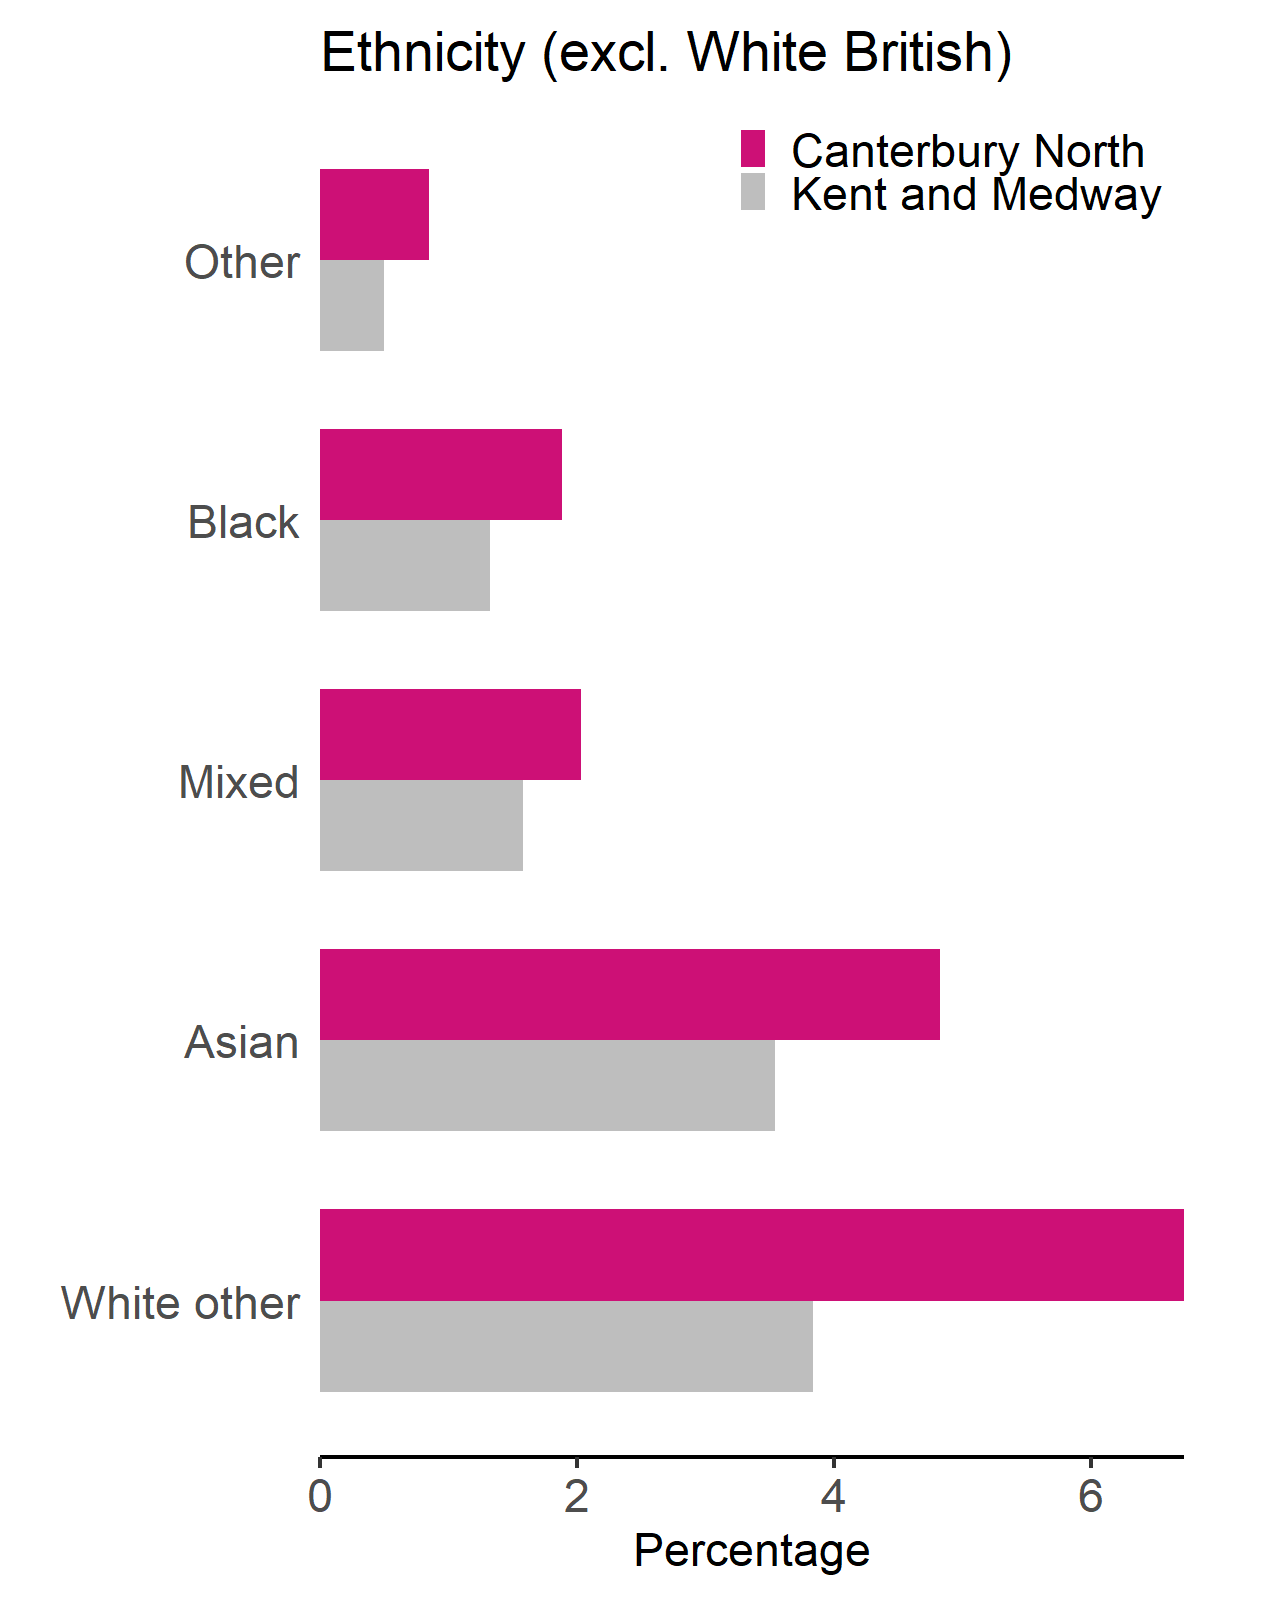 Ethnicity (excl. White British)
Canterbury North
Kent and Medway
Other
Black
Mixed
Asian
White other
0 2 4 6
Percentage